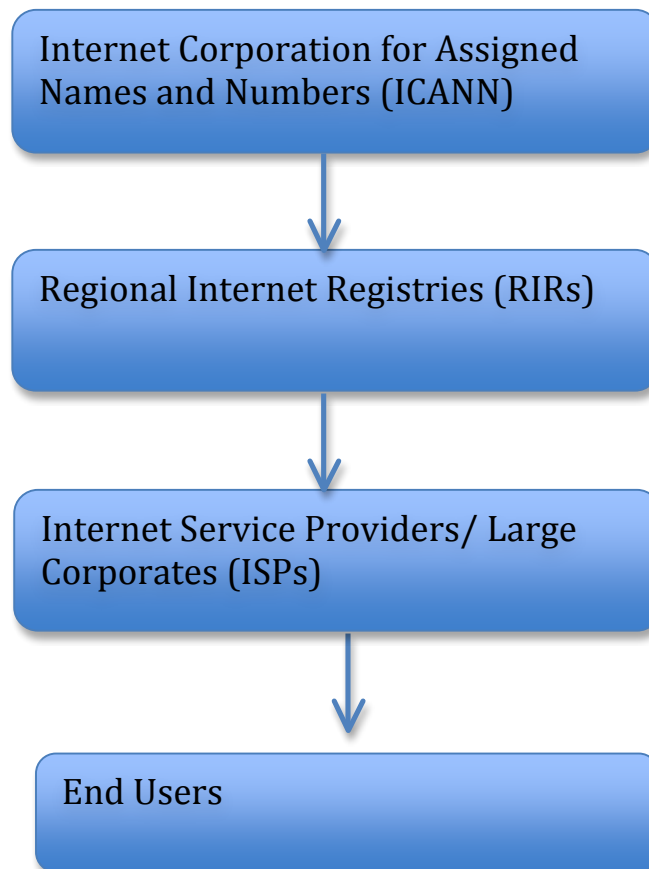 Internet Corporation for Assigned
Names and Numbers (ICANN)
Regional Internet Registries (RIRs)
Internet Service Providers/ Large
Corporates (ISPs)
End Users